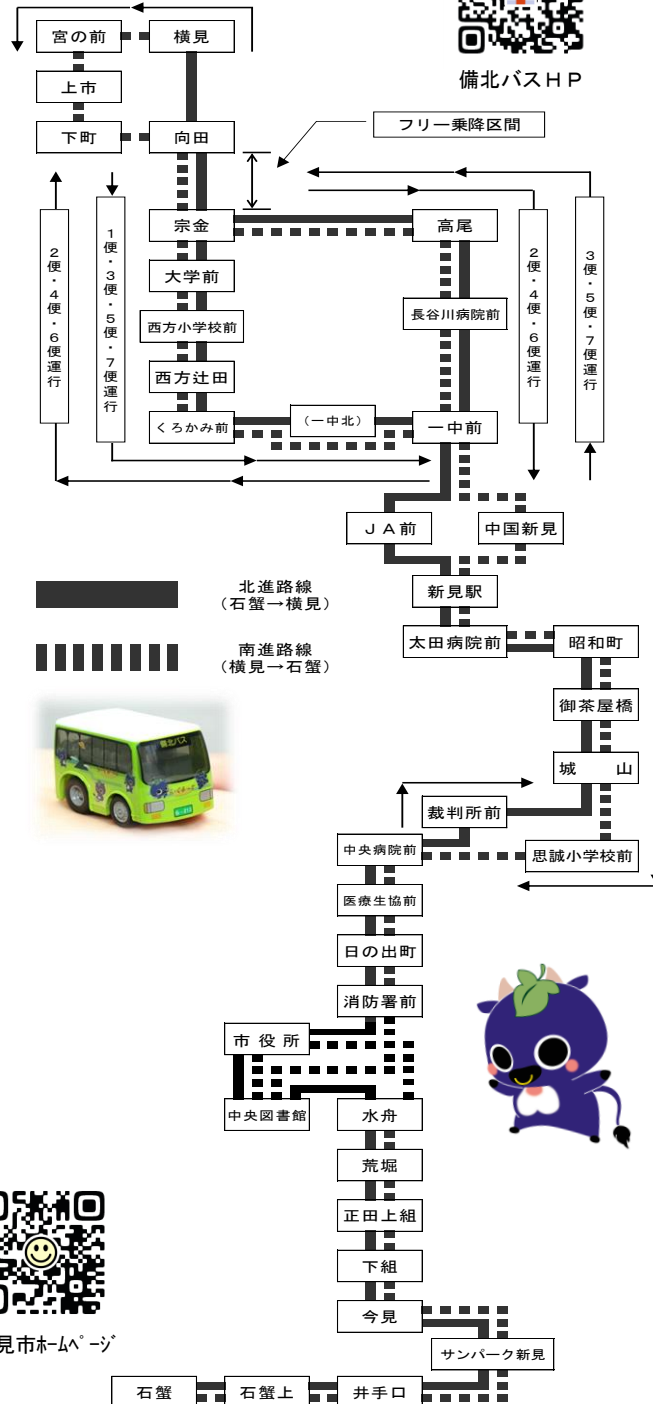 備北バスＨＰ
宮の前
横見
上市
下町
向田
フリー乗降区間
宗金
高尾
大学前
西方小学校前
長谷川病院前
西方辻田
くろかみ前
（一中北）
一中前
2便・4便・6便運行
1便・3便・5便・7便運行
2便・4便・6便運行
3便・5便・7便運行
ＪＡ前
中国新見
新見駅
北進路線
（石蟹→横見）
太田病院前
昭和町
南進路線
（横見→石蟹）
御茶屋橋
備北バス
城　山
裁判所前
中央病院前
思誠小学校前
医療生協前
日の出町
消防署前
市役所
中央図書館
水舟
荒堀
正田上組
下組
今見
見市ホームページ
サンパーク新見
石蟹
石蟹上
井手口